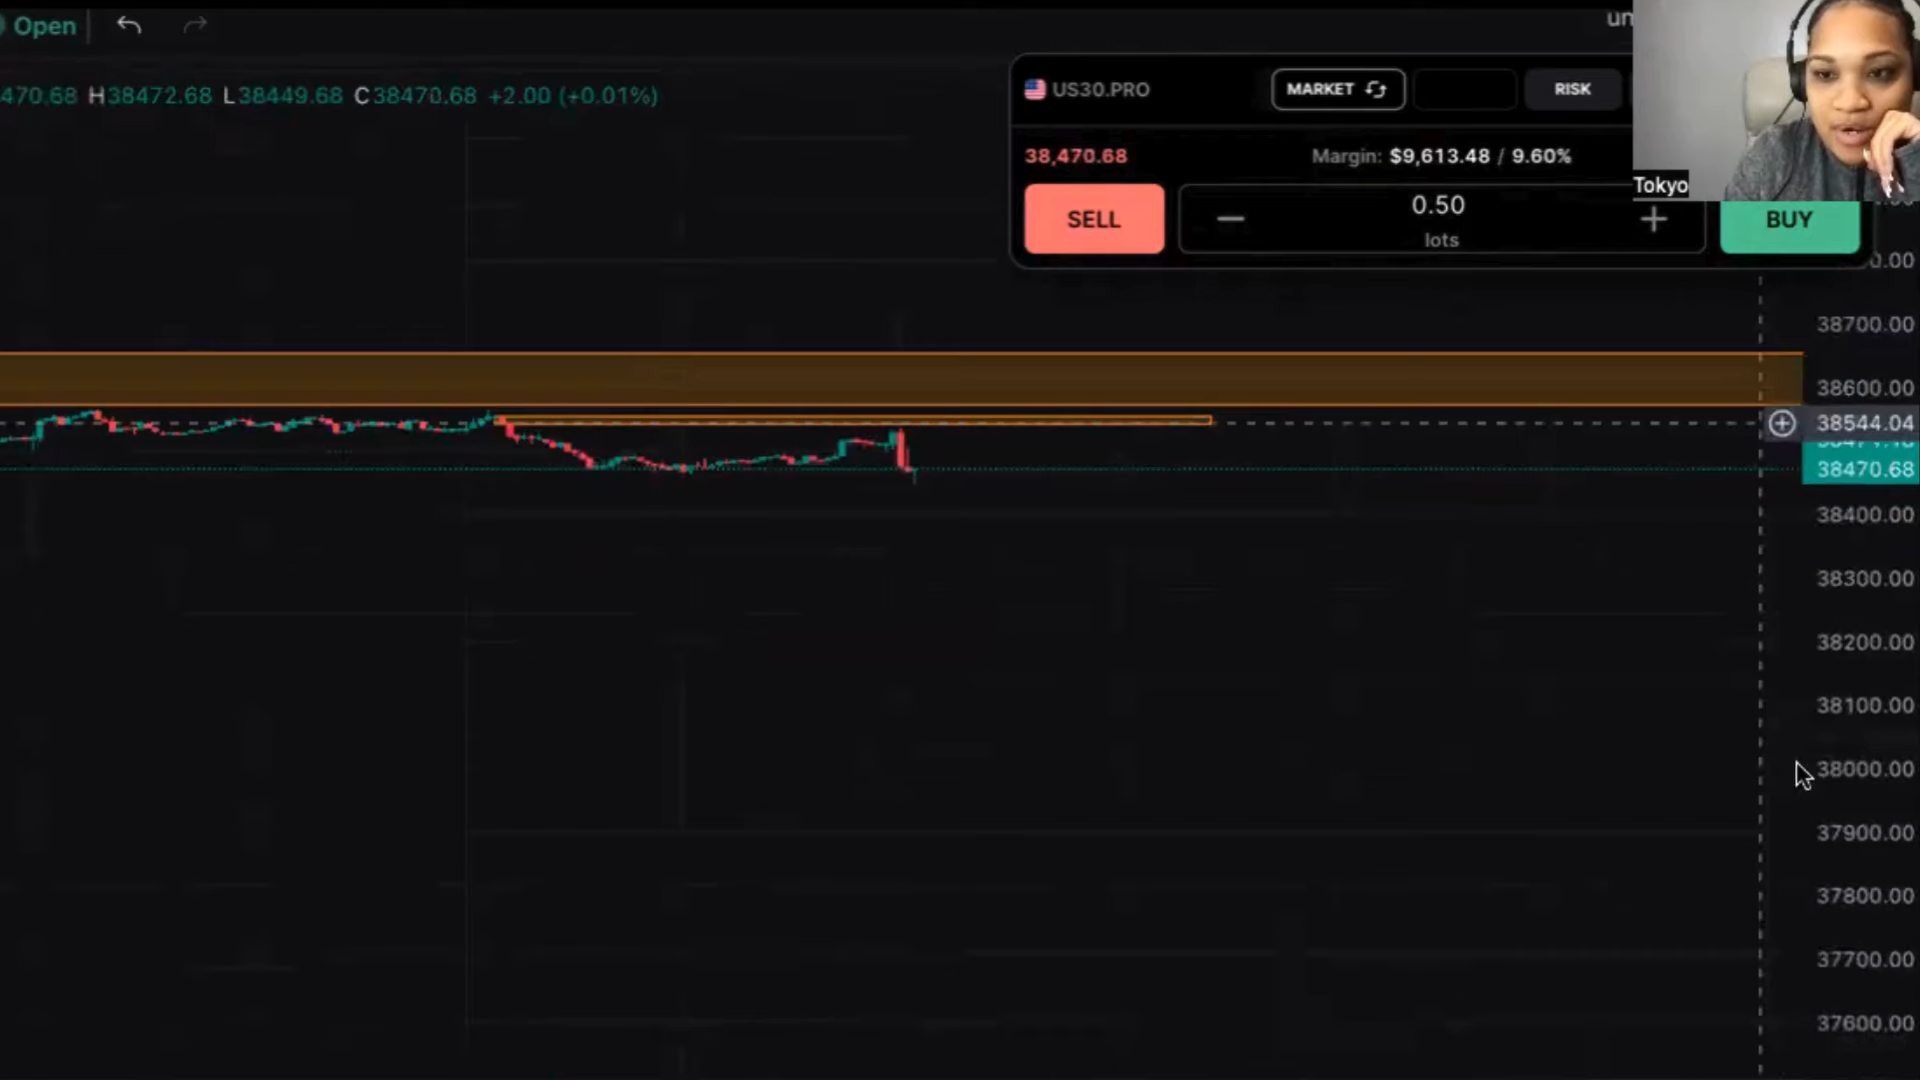 Open
un
470.68 H38472.68 L38449.68 C38470.68 +2.00 (+0.01%)
US30.PRO
MARKET
RISK
38,470.68
Margin: $9,613.48 / 9.60%
Tokyo
SELL
0.50
lots
BUY
38700.00
38600.00
38544.04
38470.68
38400.00
38300.00
38200.00
38100.00
38000.00
37900.00
37800.00
37700.00
37600.00